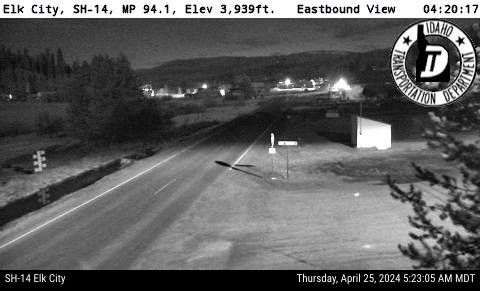 Elk City, SH-14, MP 94.1, Elev 3,939ft. Eastbound View 04:20:17
IDAHO
TRANSPORTATION DEPARTMENT
SH-14 Elk City Thursday, April 25, 2024 5:23:05 AM MDT